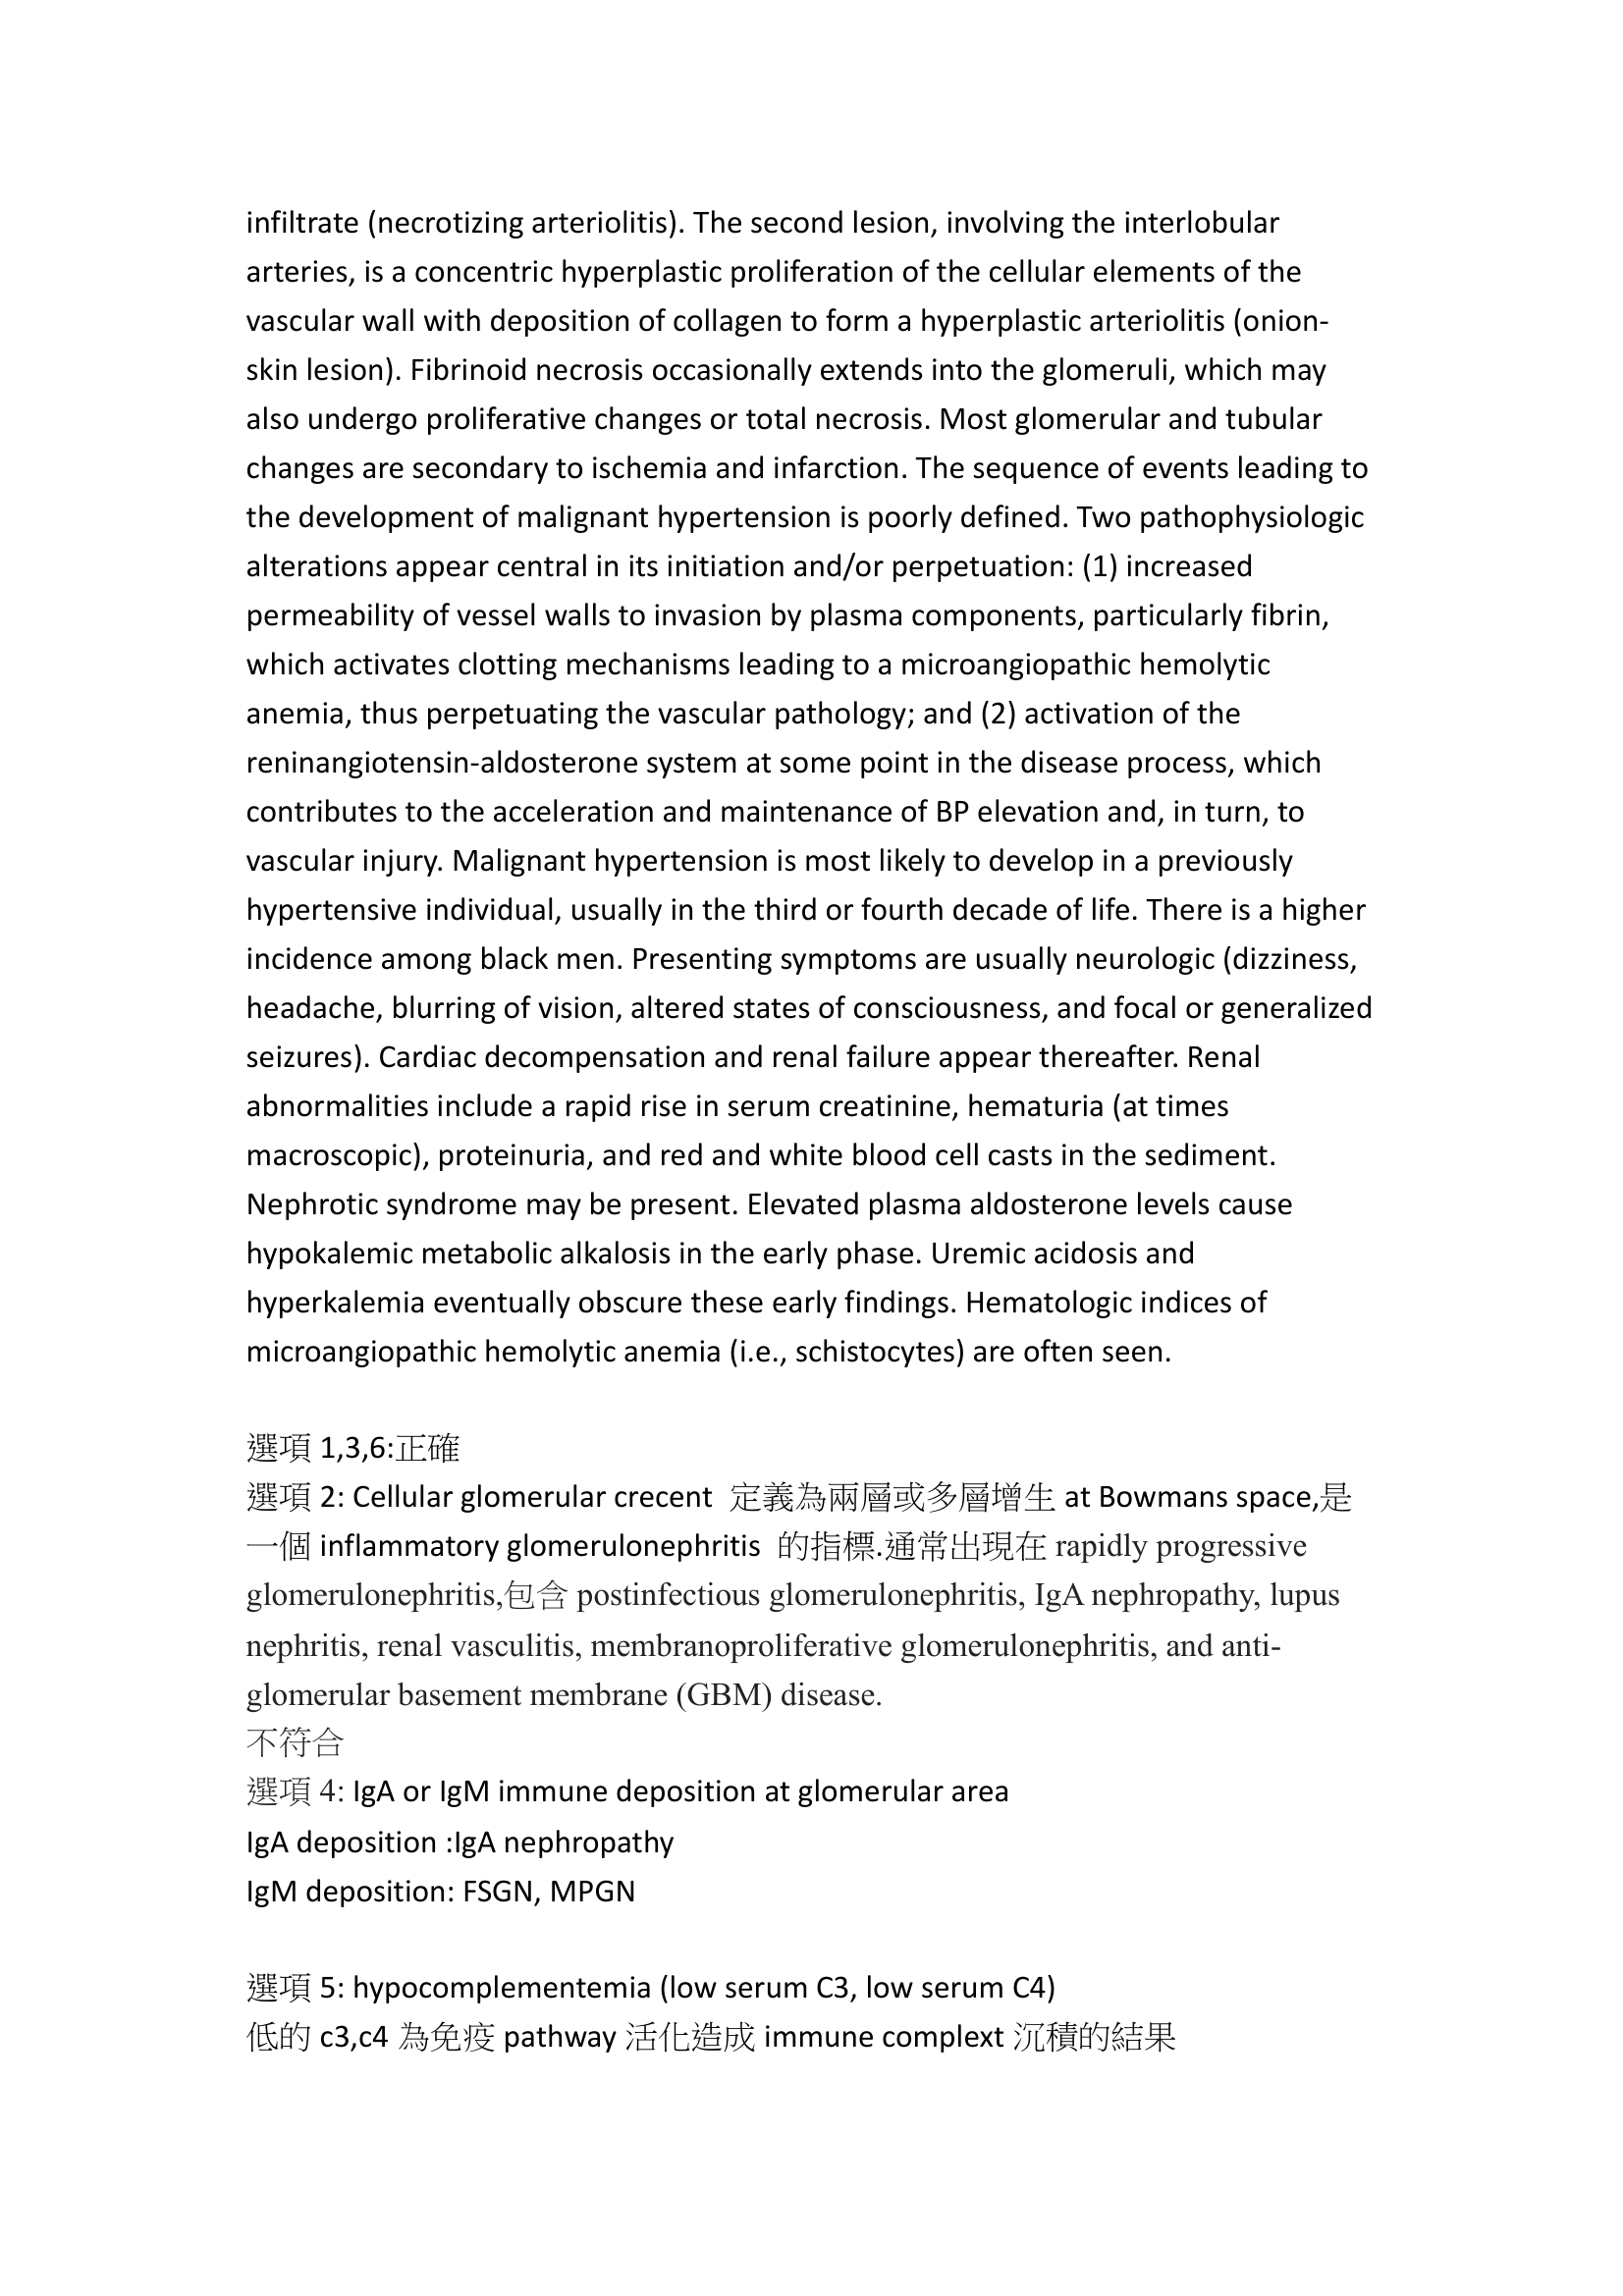 infiltrate (necrotizing arteriolitis). The second lesion, involving the interlobular
arteries, is a concentric hyperplastic proliferation of the cellular elements of the
vascular wall with deposition of collagen to form a hyperplastic arteriolitis (onion-
skin lesion). Fibrinoid necrosis occasionally extends into the glomeruli, which may
also undergo proliferative changes or total necrosis. Most glomerular and tubular
changes are secondary to ischemia and infarction. The sequence of events leading to
the development of malignant hypertension is poorly defined. Two pathophysiologic
alterations appear central in its initiation and/or perpetuation: (1) increased
permeability of vessel walls to invasion by plasma components, particularly fibrin,
which activates clotting mechanisms leading to a microangiopathic hemolytic
anemia, thus perpetuating the vascular pathology; and (2) activation of the
reninangiotensin-aldosterone system at some point in the disease process, which
contributes to the acceleration and maintenance of BP elevation and, in turn, to
vascular injury. Malignant hypertension is most likely to develop in a previously
hypertensive individual, usually in the third or fourth decade of life. There is a higher
incidence among black men. Presenting symptoms are usually neurologic (dizziness,
headache, blurring of vision, altered states of consciousness, and focal or generalized
seizures). Cardiac decompensation and renal failure appear thereafter. Renal
abnormalities include a rapid rise in serum creatinine, hematuria (at times
macroscopic), proteinuria, and red and white blood cell casts in the sediment.
Nephrotic syndrome may be present. Elevated plasma aldosterone levels cause
hypokalemic metabolic alkalosis in the early phase. Uremic acidosis and
hyperkalemia eventually obscure these early findings. Hematologic indices of
microangiopathic hemolytic anemia (i.e., schistocytes) are often seen.
選項 1,3,6:正確
選項 2: Cellular glomerular crecent 定義為兩層或多層增生 at Bowmans space,是
一個 inflammatory glomerulonephritis 的指標.通常出現在 rapidly progressive
glomerulonephritis,包含 postinfectious glomerulonephritis, IgA nephropathy, lupus
nephritis, renal vasculitis, membranoproliferative glomerulonephritis, and anti-
glomerular basement membrane (GBM) disease.
不符合
選項 4: IgA or IgM immune deposition at glomerular area
IgA deposition :IgA nephropathy
IgM deposition: FSGN, MPGN
選項 5: hypocomplementemia (low serum C3, low serum C4)
低的 c3,c4 為免疫 pathway 活化造成 immune complext 沉積的結果